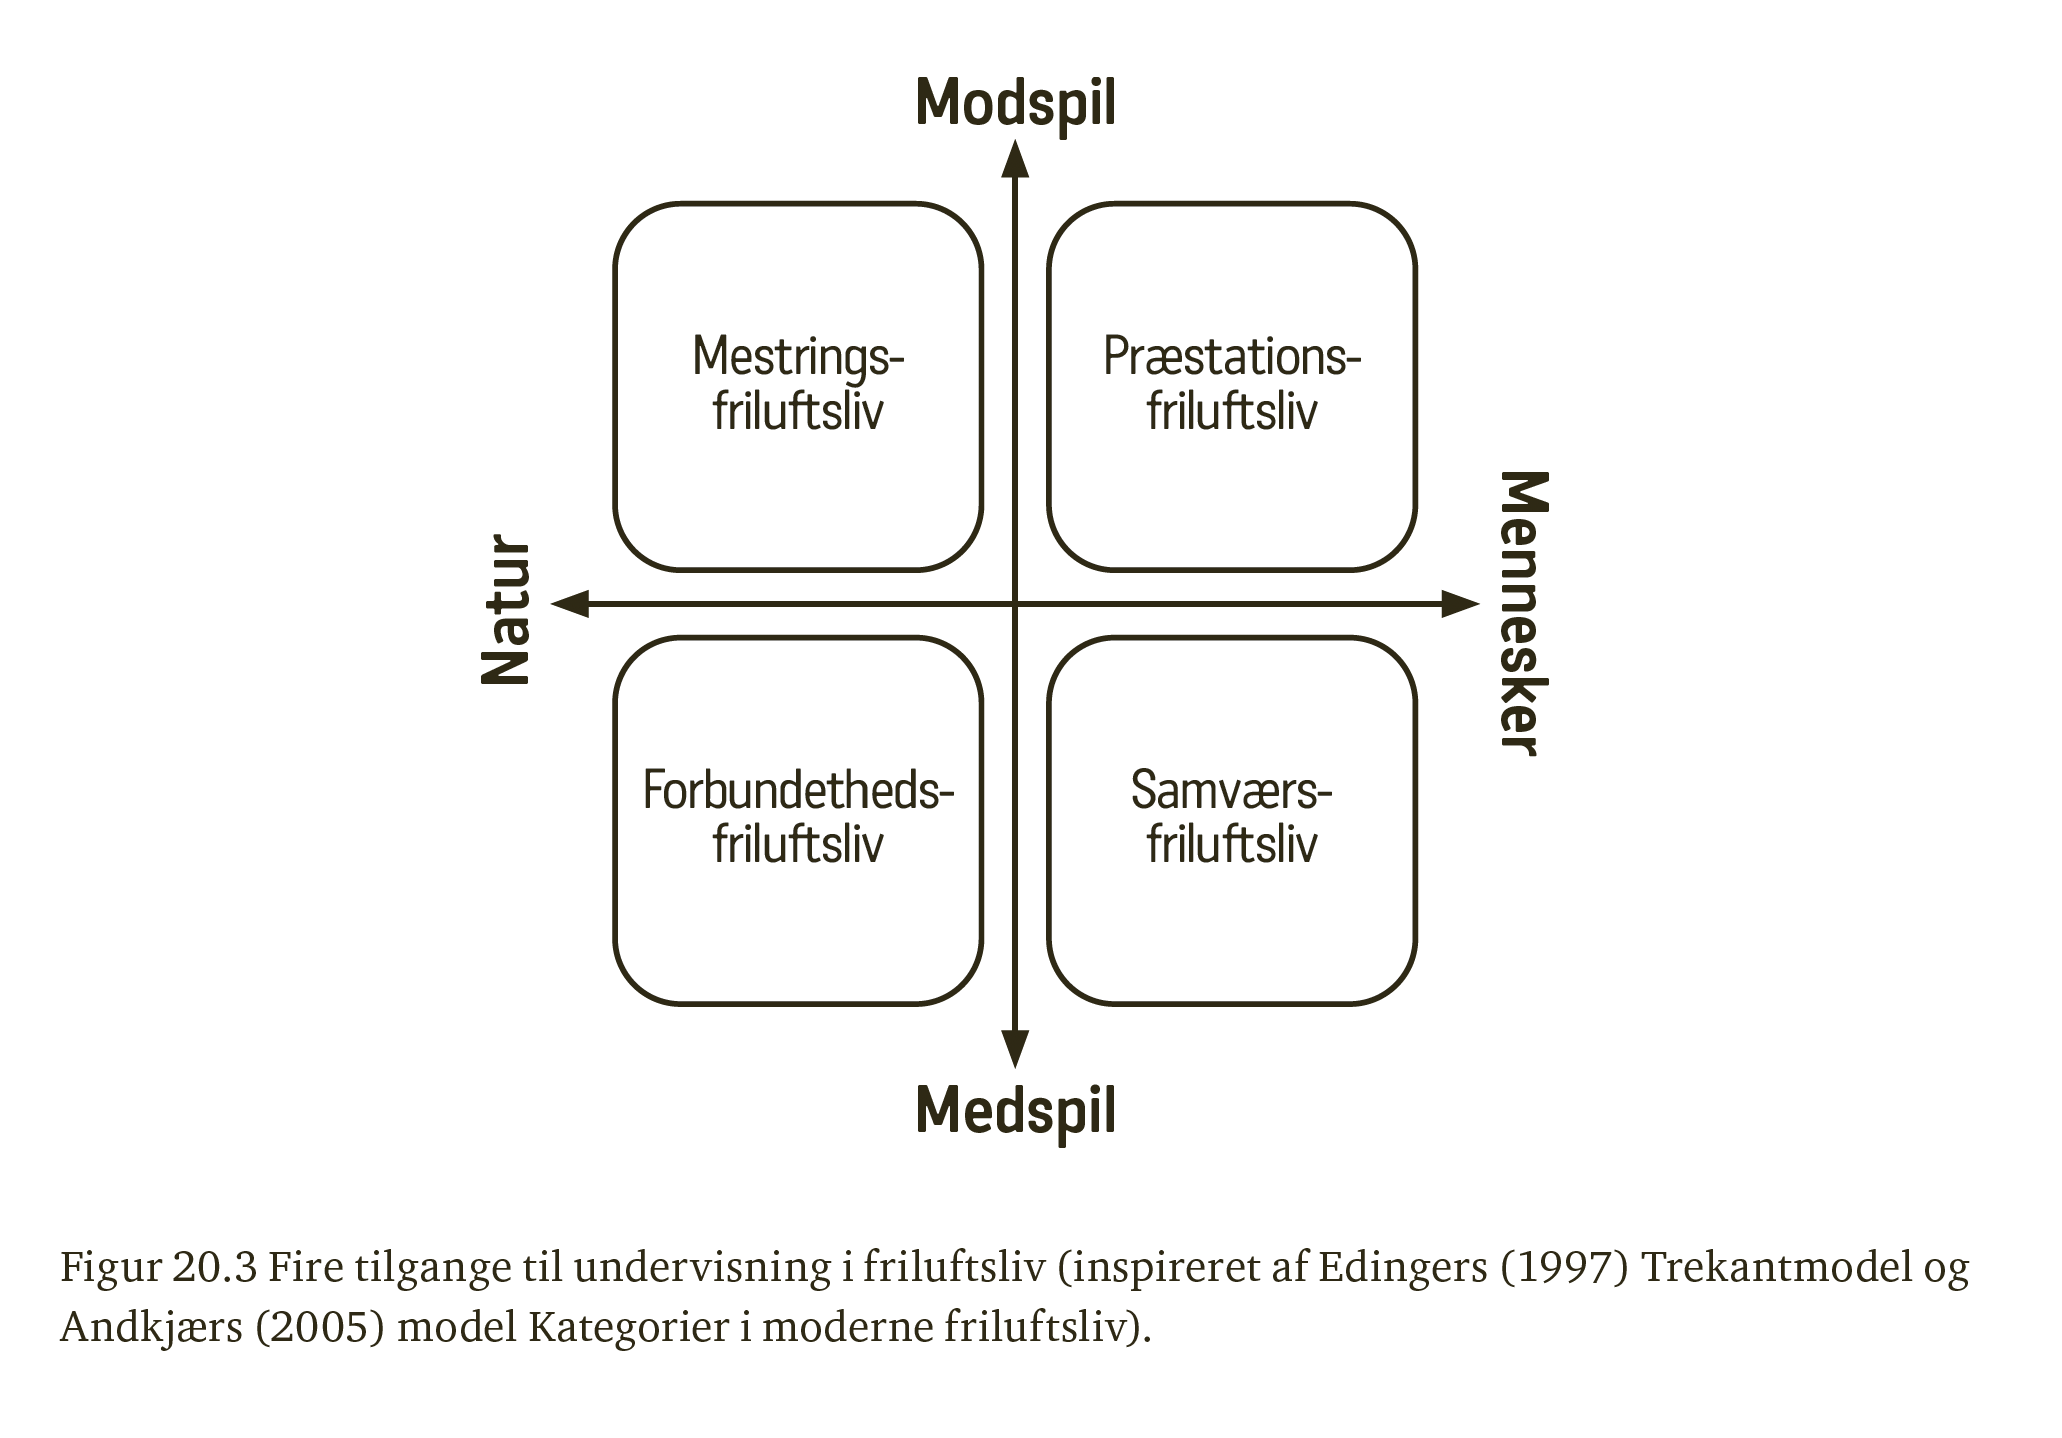 Modspil
Mestrings-
friluftsliv
Præstations-
friluftsliv
Natur
Mennesker
Forbundetheds-
friluftsliv
Samværs-
friluftsliv
Medspil
Figur 20.3 Fire tilgange til undervisning i friluftsliv (inspireret af Edingers (1997) Trekantmodel og
Andkjærs (2005) model Kategorier i moderne friluftsliv).